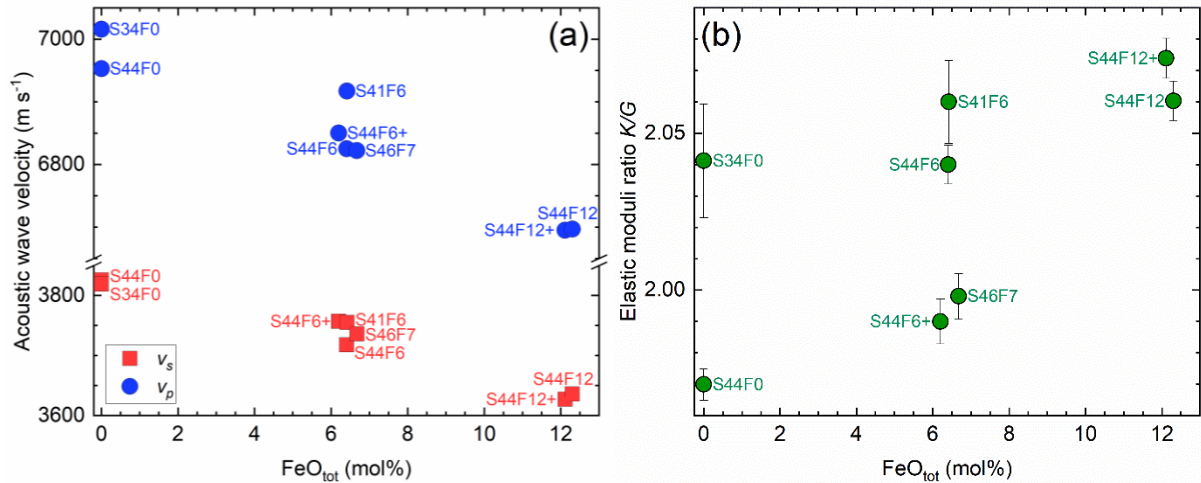 (a)
7000
6800
3800
3600
Acoustic wave velocity (m s⁻¹)
S34F0
S44F0
S41F6
S44F6+
S44F6
S46F7
S44F12
S44F12+
S44F0
S34F0
S44F6+
S41F6
S46F7
S44F6
S44F12
S44F12+
vs
vp
0 2 4 6 8 10 12
FeOtot (mol%)
(b)
2.05
2.00
Elastic moduli ratio K/G
S44F12+
S41F6
S44F12
S34F0
S44F6
S46F7
S44F6+
S44F0
0 2 4 6 8 10 12
FeOtot (mol%)